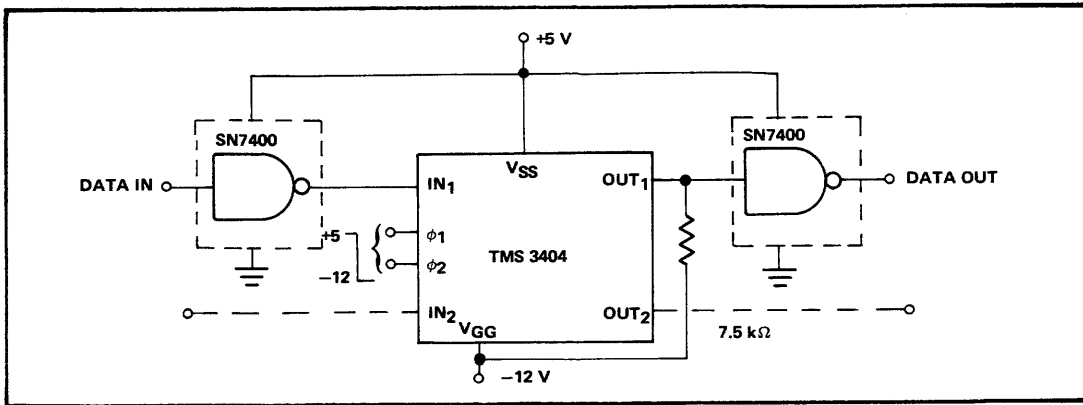 +5 V
SN7400
SN7400
DATA IN
IN1
VSS
OUT1
DATA OUT
+5
ϕ1
−12
ϕ2
TMS 3404
IN2
VGG
OUT2
7.5 kΩ
−12 V